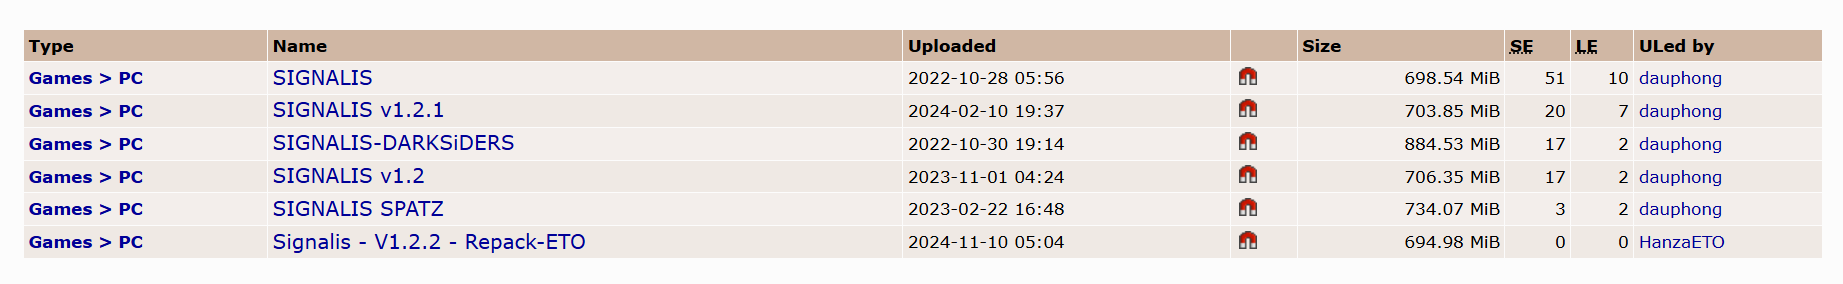 Type Name Uploaded Size SE LE ULed by
Games > PC SIGNALIS 2022-10-28 05:56 698.54 MiB 51 10 dauphong
Games > PC SIGNALIS v1.2.1 2024-02-10 19:37 703.85 MiB 20 7 dauphong
Games > PC SIGNALIS-DARKSiDERS 2022-10-30 19:14 884.53 MiB 17 2 dauphong
Games > PC SIGNALIS v1.2 2023-11-01 04:24 706.35 MiB 17 2 dauphong
Games > PC SIGNALIS SPATZ 2023-02-22 16:48 734.07 MiB 3 2 dauphong
Games > PC Signalis - V1.2.2 - Repack-ETO 2024-11-10 05:04 694.98 MiB 0 0 HanzaETO